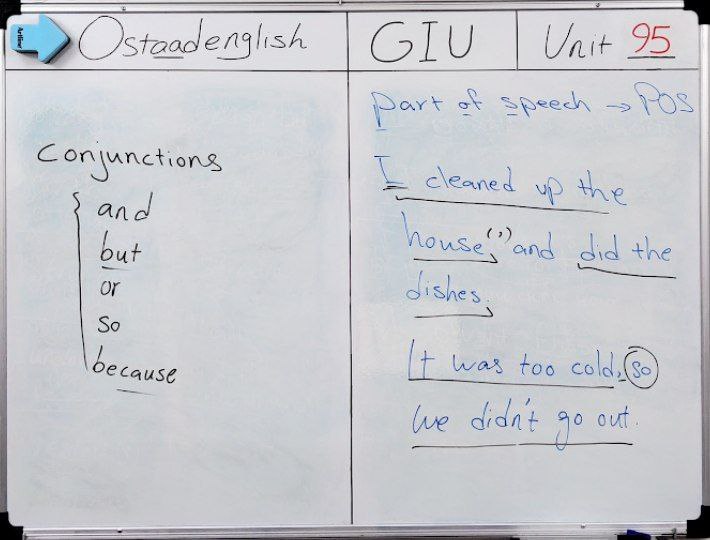 Artline
Ostaadenglish
GIU
Unit 95
Conjunctions
and
but
or
so
because
part of speech → POS
I cleaned up the
house, (,) and did the
dishes.
It was too cold, so
we didn't go out.